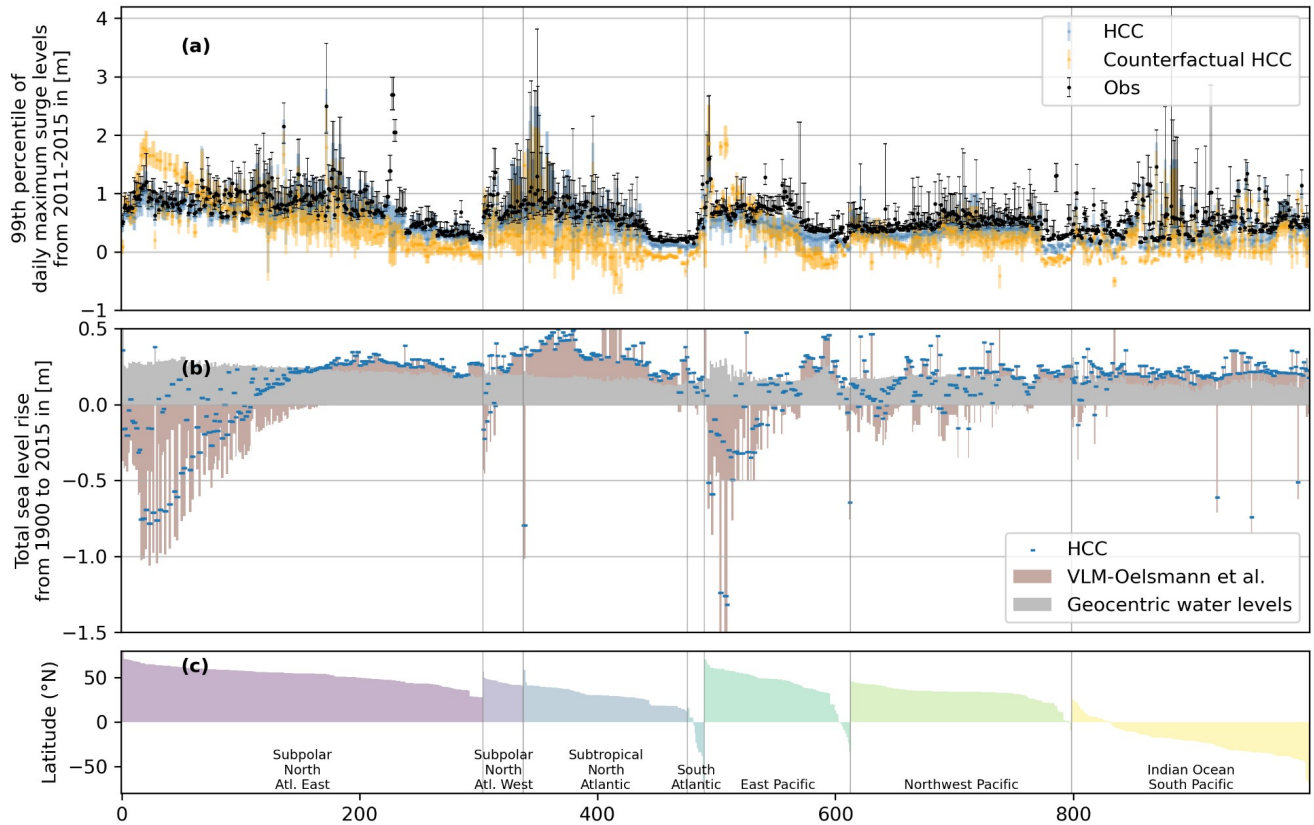 99th percentile of
daily maximum surge levels
from 2011-2015 in [m]
4
3
2
1
0
−1
(a)
HCC
Counterfactual HCC
Obs
Total sea level rise
from 1900 to 2015 in [m]
0.5
0.0
−0.5
−1.0
−1.5
(b)
HCC
VLM-Oelsmann et al.
Geocentric water levels
Latitude (°N)
50
0
−50
(c)
Subpolar
North
Atl. East
Subpolar
North
Atl. West
Subtropical
North
Atlantic
South
Atlantic
East Pacific
Northwest Pacific
Indian Ocean
South Pacific
0
200
400
600
800